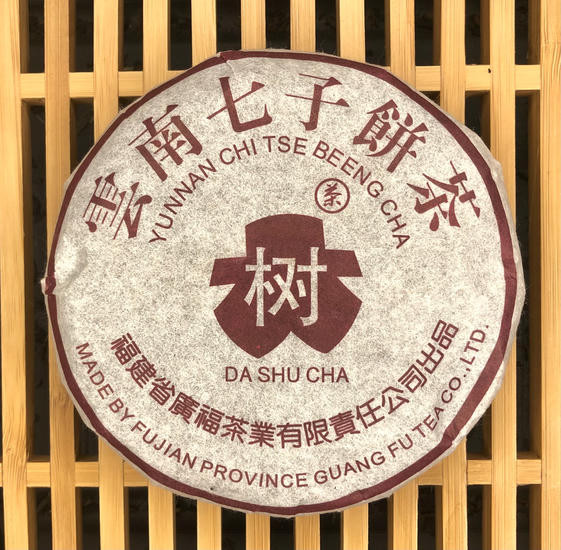 雲南七子餅茶
YUNNAN CHI TSE BEENG CHA
茶
树
DA SHU CHA
福建省廣福茶業有限責任公司出品
MADE BY FUJIAN PROVINCE GUANG FU TEA CO., LTD.